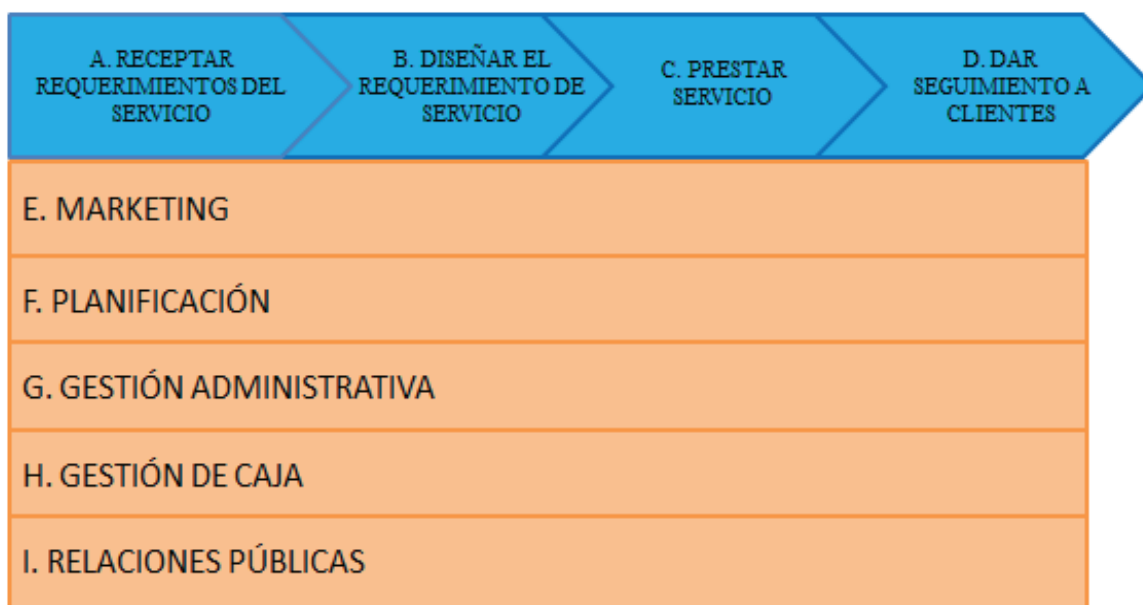 A. RECEPTAR
REQUERIMIENTOS DEL
SERVICIO
B. DISEÑAR EL
REQUERIMIENTO DE
SERVICIO
C. PRESTAR
SERVICIO
D. DAR
SEGUIMIENTO A
CLIENTES
E. MARKETING
F. PLANIFICACIÓN
G. GESTIÓN ADMINISTRATIVA
H. GESTIÓN DE CAJA
I. RELACIONES PÚBLICAS